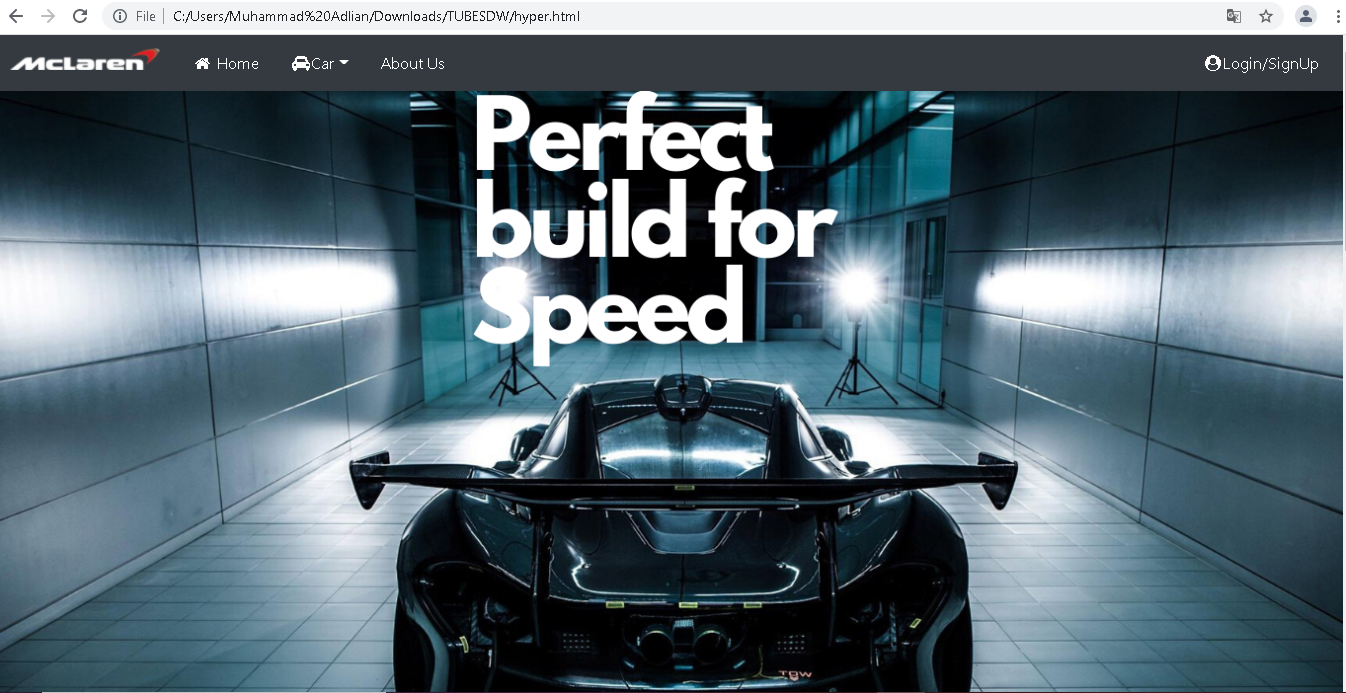 File C:/Users/Muhammad%20Adlian/Downloads/TUBESDW/hyper.html
McLaren Home Car About Us Login/SignUp
Perfect
build for
Speed
TGW